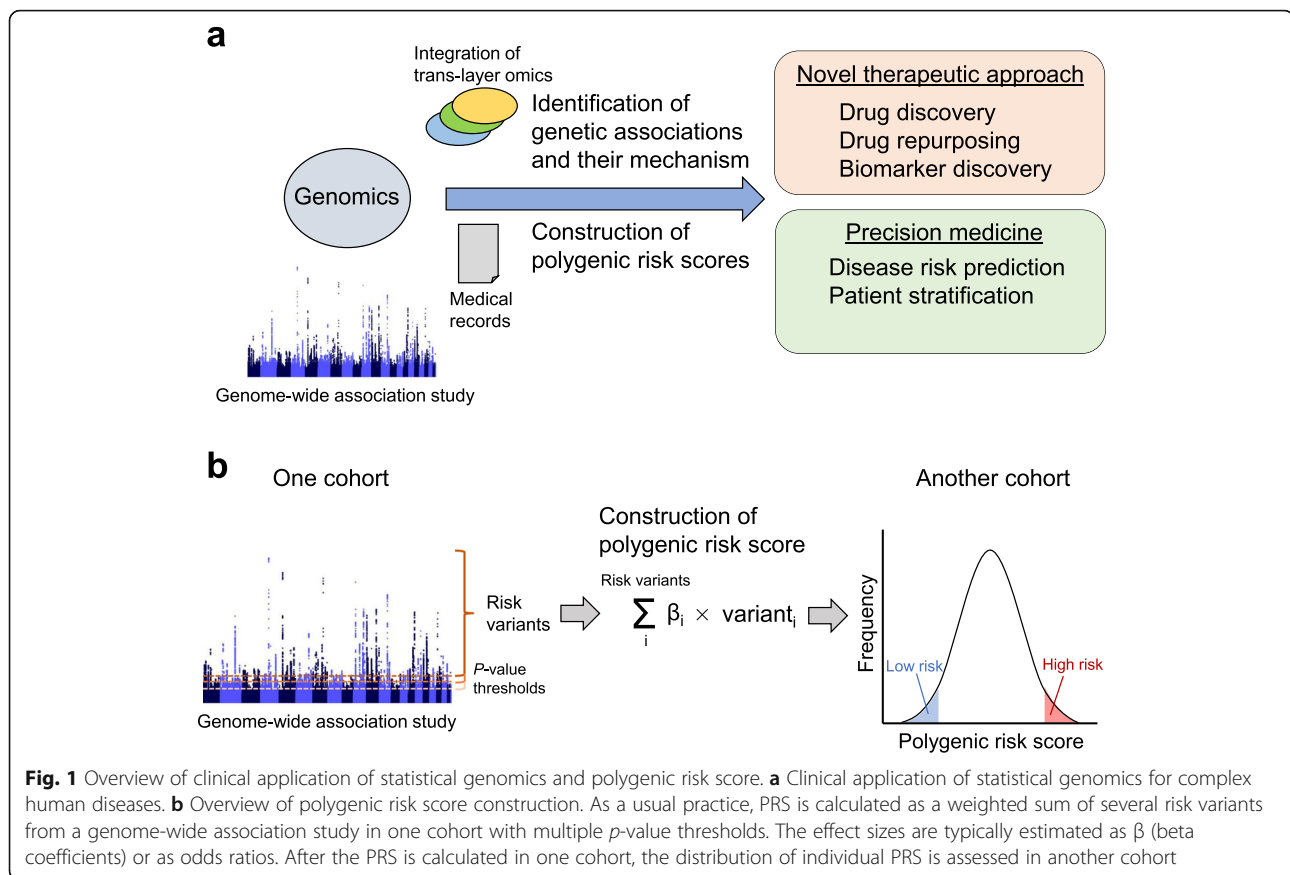 a
Integration of
trans-layer omics
Identification of
genetic associations
and their mechanism
Genomics
Construction of
polygenic risk scores
Medical
records
Genome-wide association study
Novel therapeutic approach
Drug discovery
Drug repurposing
Biomarker discovery
Precision medicine
Disease risk prediction
Patient stratification
b
One cohort
Risk
variants
P-value
thresholds
Genome-wide association study
Construction of
polygenic risk score
Risk variants
∑ βi × varianti
i
Another cohort
Frequency
Low risk
High risk
Polygenic risk score
Fig. 1 Overview of clinical application of statistical genomics and polygenic risk score. a Clinical application of statistical genomics for complex
human diseases. b Overview of polygenic risk score construction. As a usual practice, PRS is calculated as a weighted sum of several risk variants
from a genome-wide association study in one cohort with multiple p-value thresholds. The effect sizes are typically estimated as β (beta
coefficients) or as odds ratios. After the PRS is calculated in one cohort, the distribution of individual PRS is assessed in another cohort